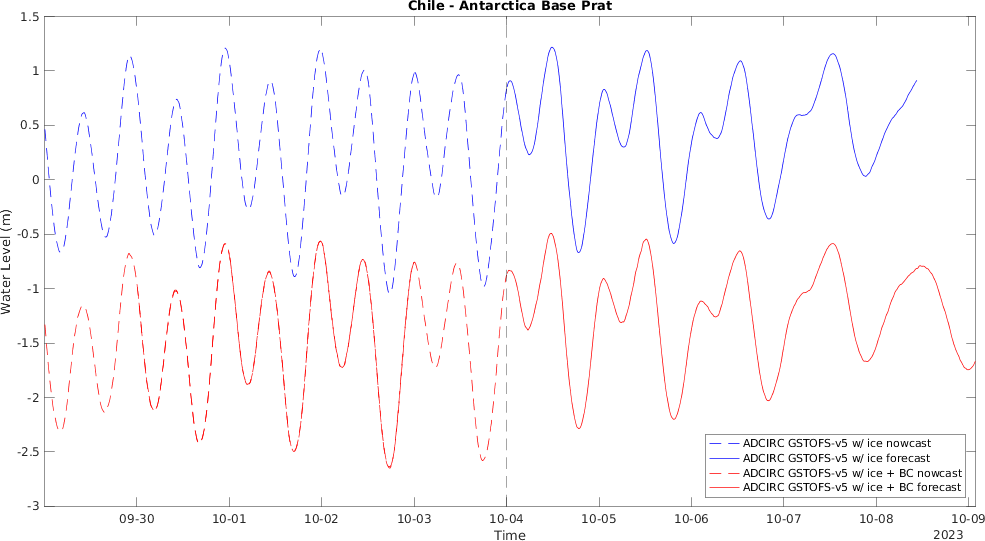 Chile - Antarctica Base Prat
1.5
1
0.5
0
-0.5
-1
-1.5
-2
-2.5
-3
Water Level (m)
ADCIRC GSTOFS-v5 w/ ice nowcast
ADCIRC GSTOFS-v5 w/ ice forecast
ADCIRC GSTOFS-v5 w/ ice + BC nowcast
ADCIRC GSTOFS-v5 w/ ice + BC forecast
09-30 10-01 10-02 10-03 10-04 10-05 10-06 10-07 10-08 10-09
Time 2023